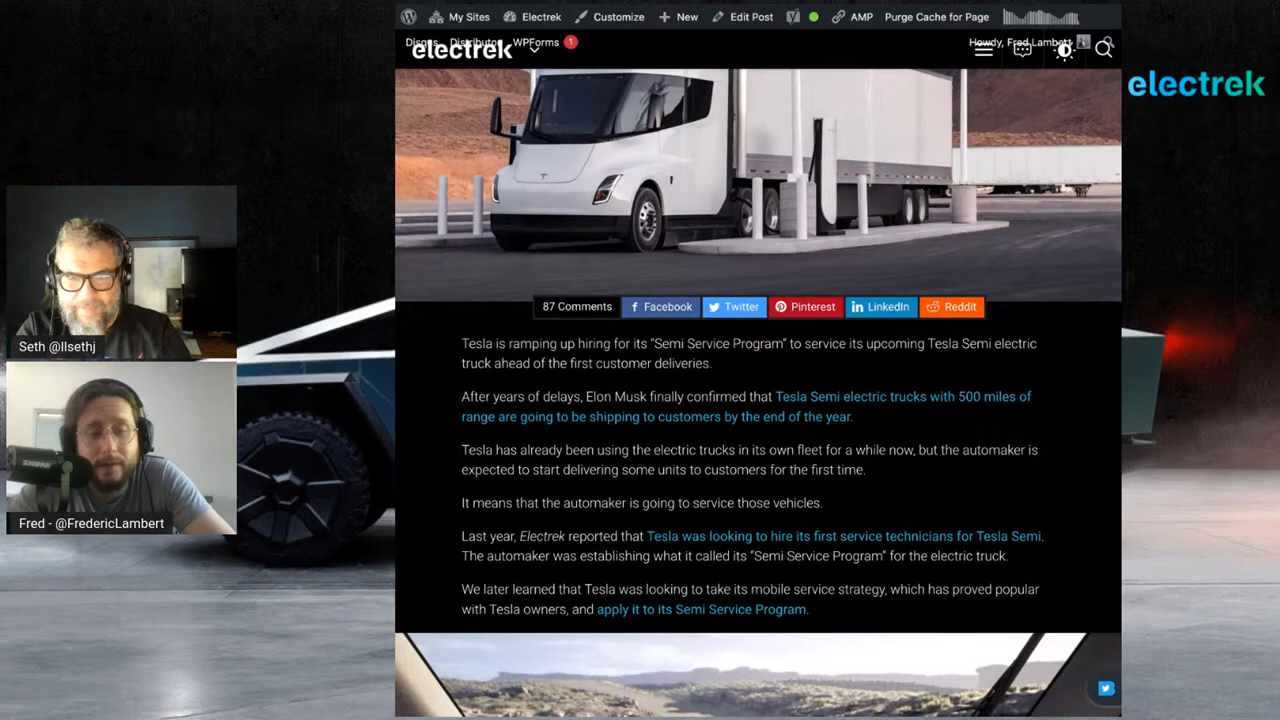 My Sites
Electrek
Customize
New
Edit Post
AMP
Purge Cache for Page
Disqus
Distributor
WPForms
1
Howdy, Fred Lambert
electrek
electrek
87 Comments
Facebook
Twitter
Pinterest
LinkedIn
Reddit
Tesla is ramping up hiring for its “Semi Service Program” to service its upcoming Tesla Semi electric
truck ahead of the first customer deliveries.
After years of delays, Elon Musk finally confirmed that Tesla Semi electric trucks with 500 miles of
range are going to be shipping to customers by the end of the year.
Tesla has already been using the electric trucks in its own fleet for a while now, but the automaker is
expected to start delivering some units to customers for the first time.
It means that the automaker is going to service those vehicles.
Last year, Electrek reported that Tesla was looking to hire its first service technicians for Tesla Semi.
The automaker was establishing what it called its “Semi Service Program” for the electric truck.
We later learned that Tesla was looking to take its mobile service strategy, which has proved popular
with Tesla owners, and apply it to its Semi Service Program.
Seth @llsethj
SHURE
Fred - @FredericLambert